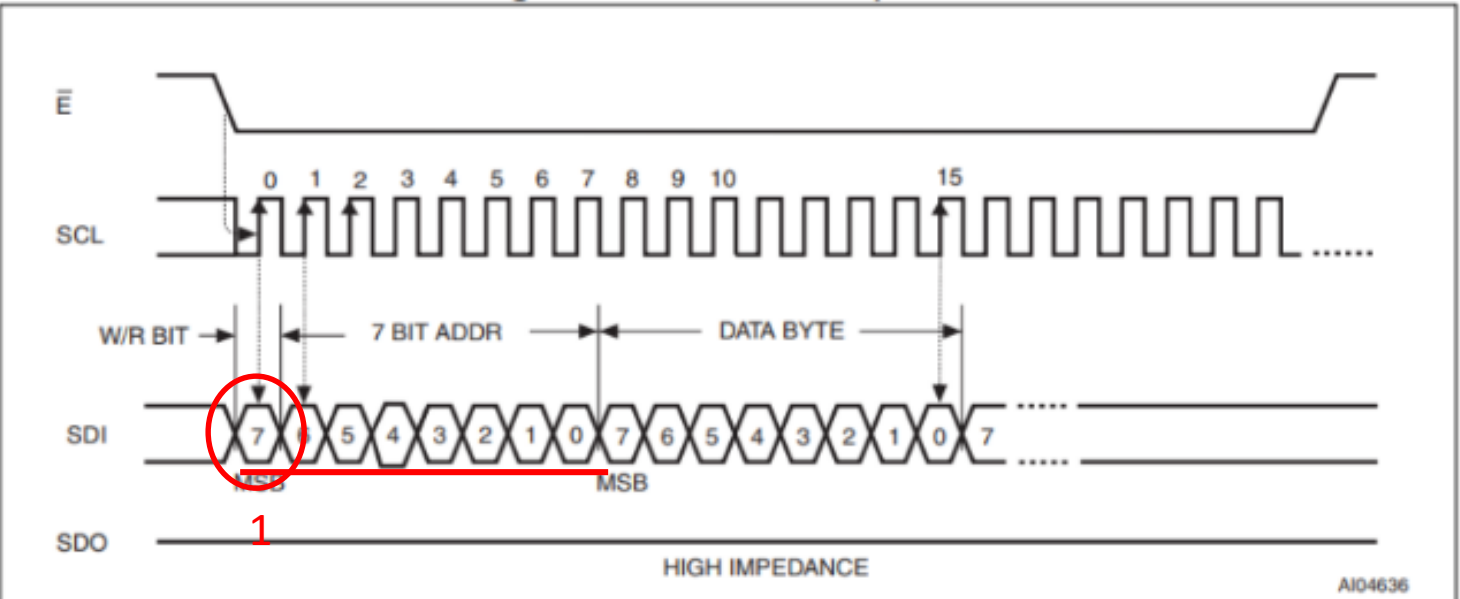 E̅
0 1 2 3 4 5 6 7 8 9 10 15
SCL
W/R BIT 7 BIT ADDR DATA BYTE
SDI 7 6 5 4 3 2 1 0 7 6 5 4 3 2 1 0 7
MSB MSB
1
SDO
HIGH IMPEDANCE
AI04636